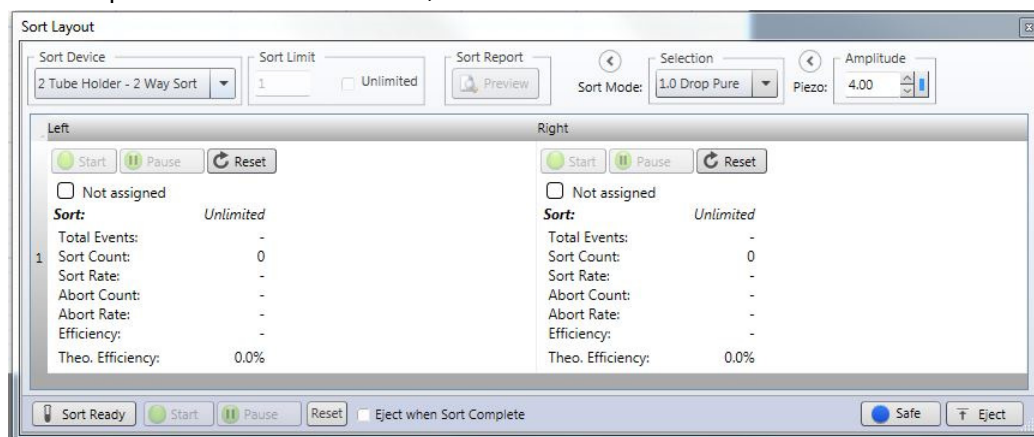 Sort Layout
Sort Device
Sort Limit
Sort Report
Selection
Amplitude
2 Tube Holder - 2 Way Sort
1
Unlimited
Preview
Sort Mode:
1.0 Drop Pure
Piezo:
4.00
Left
Right
Start
Pause
Reset
Start
Pause
Reset
Not assigned
Not assigned
Sort: Unlimited
Sort: Unlimited
Total Events: -
Total Events: -
1
Sort Count: 0
Sort Count: 0
Sort Rate: -
Sort Rate: -
Abort Count: -
Abort Count: -
Abort Rate: -
Abort Rate: -
Efficiency: -
Efficiency: -
Theo. Efficiency: 0.0%
Theo. Efficiency: 0.0%
Sort Ready
Start
Pause
Reset
Eject when Sort Complete
Safe
Eject